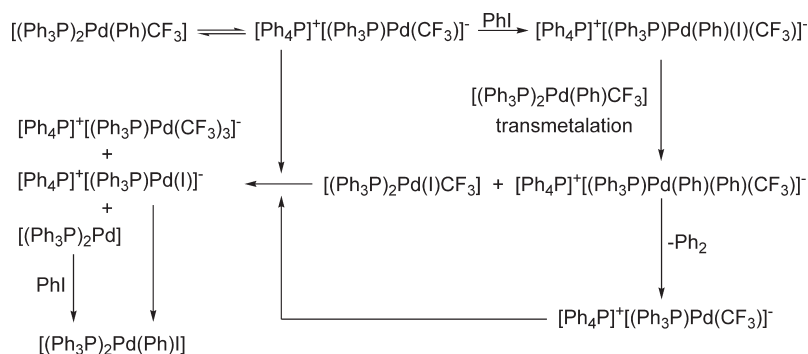 [(Ph3P)2Pd(Ph)CF3] [Ph4P]+[(Ph3P)Pd(CF3)]- PhI [Ph4P]+[(Ph3P)Pd(Ph)(I)(CF3)]-
[(Ph3P)2Pd(Ph)CF3]
transmetalation
[Ph4P]+[(Ph3P)Pd(CF3)3]-
+
[Ph4P]+[(Ph3P)Pd(I)]- [(Ph3P)2Pd(I)CF3] + [Ph4P]+[(Ph3P)Pd(Ph)(Ph)(CF3)]-
+
[(Ph3P)2Pd]
-Ph2
PhI
[Ph4P]+[(Ph3P)Pd(CF3)]-
[(Ph3P)2Pd(Ph)I]